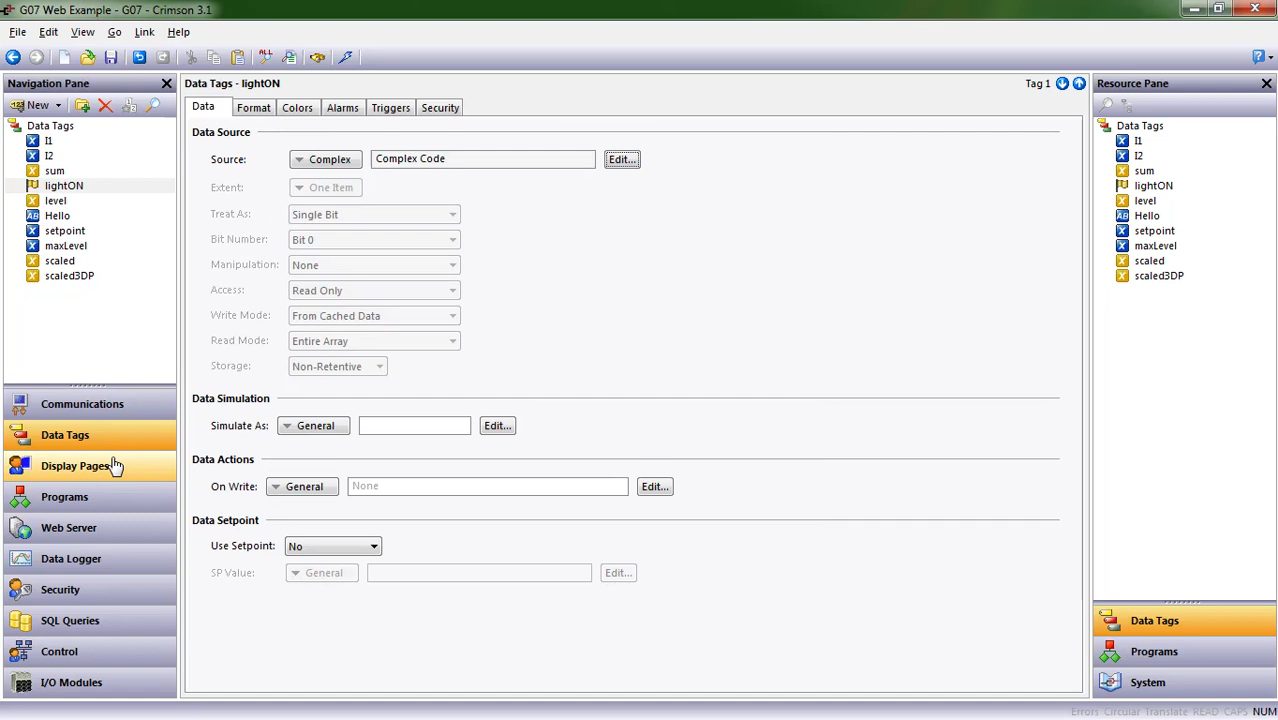 G07 Web Example - G07 - Crimson 3.1
File Edit View Go Link Help
ALL
Navigation Pane
New
Data Tags
I1
I2
sum
lightON
level
Hello
setpoint
maxLevel
scaled
scaled3DP
Communications
Data Tags
Display Pages
Programs
Web Server
Data Logger
Security
SQL Queries
Control
I/O Modules
Data Tags - lightON
Tag 1
Data Format Colors Alarms Triggers Security
Data Source
Source: Complex Complex Code Edit...
Extent: One Item
Treat As: Single Bit
Bit Number: Bit 0
Manipulation: None
Access: Read Only
Write Mode: From Cached Data
Read Mode: Entire Array
Storage: Non-Retentive
Data Simulation
Simulate As: General Edit...
Data Actions
On Write: General None Edit...
Data Setpoint
Use Setpoint: No
SP Value: General Edit...
Resource Pane
Data Tags
I1
I2
sum
lightON
level
Hello
setpoint
maxLevel
scaled
scaled3DP
Data Tags
Programs
System
Errors Circular Translate READ CAPS NUM